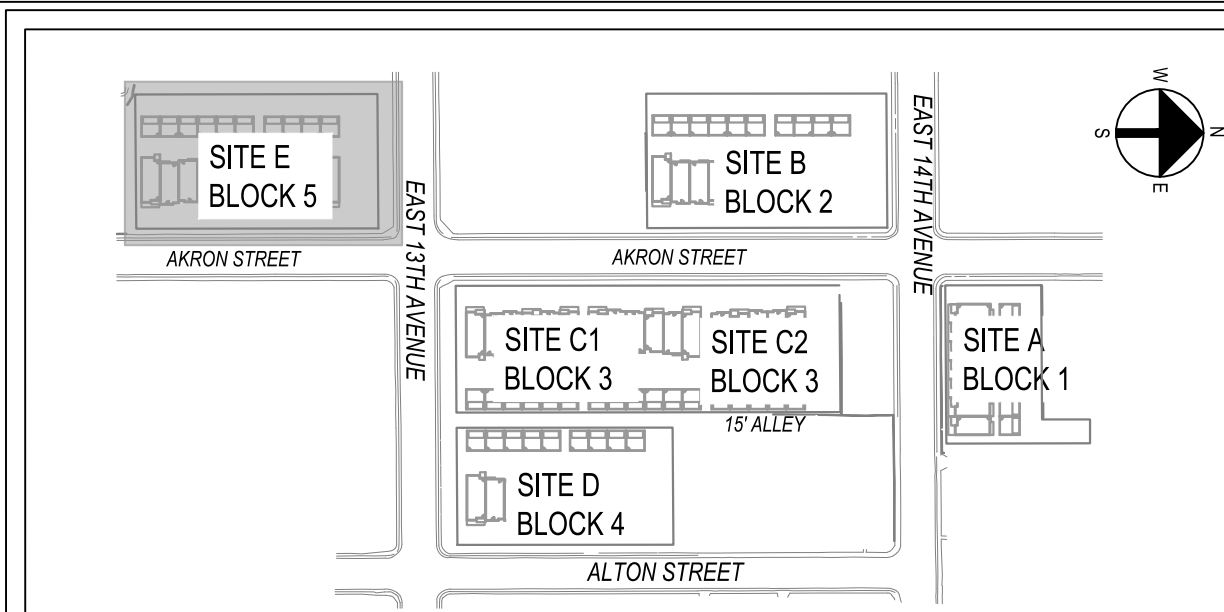 SITE E
BLOCK 5
SITE B
BLOCK 2
W
S
N
E
EAST 13TH AVENUE
EAST 14TH AVENUE
AKRON STREET
AKRON STREET
SITE C1
BLOCK 3
SITE C2
BLOCK 3
SITE A
BLOCK 1
15' ALLEY
SITE D
BLOCK 4
ALTON STREET